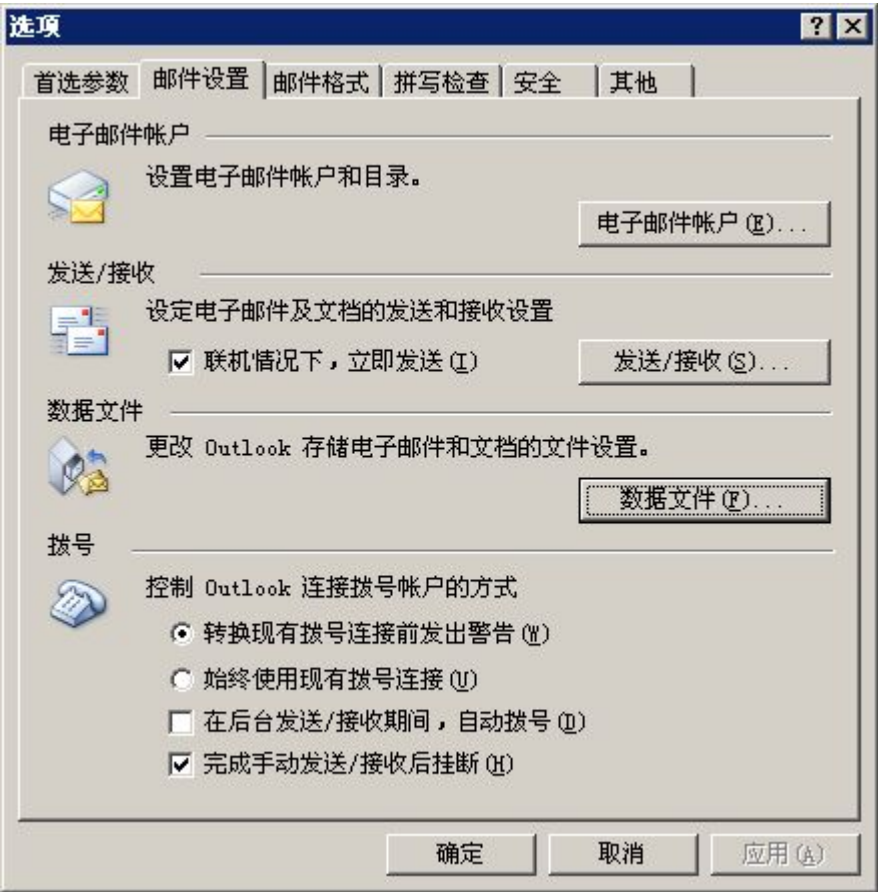 选项
首选参数 邮件设置 邮件格式 拼写检查 安全 其他
电子邮件帐户
设置电子邮件帐户和目录。
电子邮件帐户(E)...
发送/接收
设定电子邮件及文档的发送和接收设置
联机情况下，立即发送(I) 发送/接收(S)...
数据文件
更改 Outlook 存储电子邮件和文档的文件设置。
数据文件(F)...
拨号
控制 Outlook 连接拨号帐户的方式
转换现有拨号连接前发出警告(W)
始终使用现有拨号连接(U)
在后台发送/接收期间，自动拨号(D)
完成手动发送/接收后挂断(H)
确定 取消 应用(A)